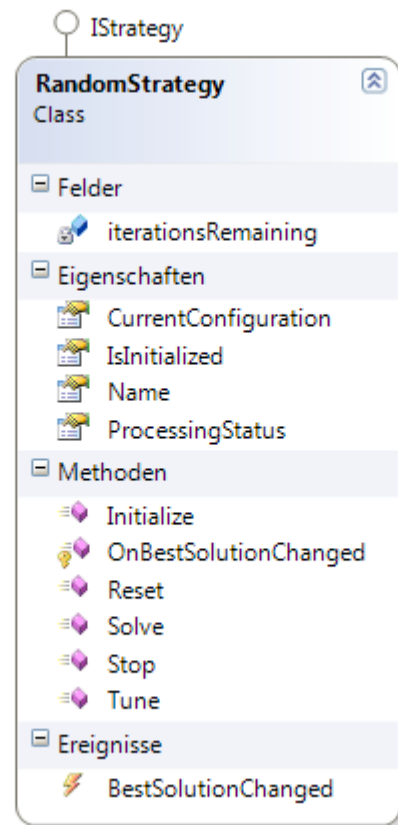 IStrategy
RandomStrategy
Class
Felder
iterationsRemaining
Eigenschaften
CurrentConfiguration
IsInitialized
Name
ProcessingStatus
Methoden
Initialize
OnBestSolutionChanged
Reset
Solve
Stop
Tune
Ereignisse
BestSolutionChanged